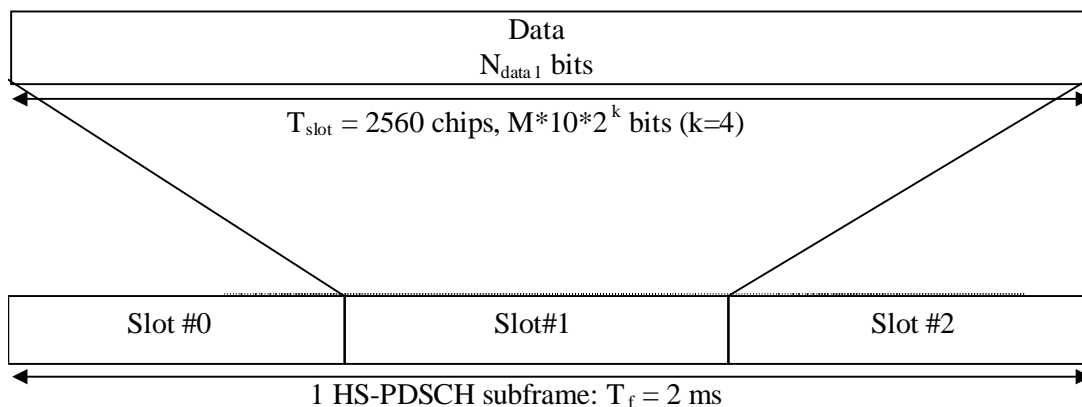 Data
N_data1 bits
T_slot = 2560 chips, M*10*2^k bits (k=4)
Slot #0 Slot#1 Slot #2
1 HS-PDSCH subframe: T_f = 2 ms